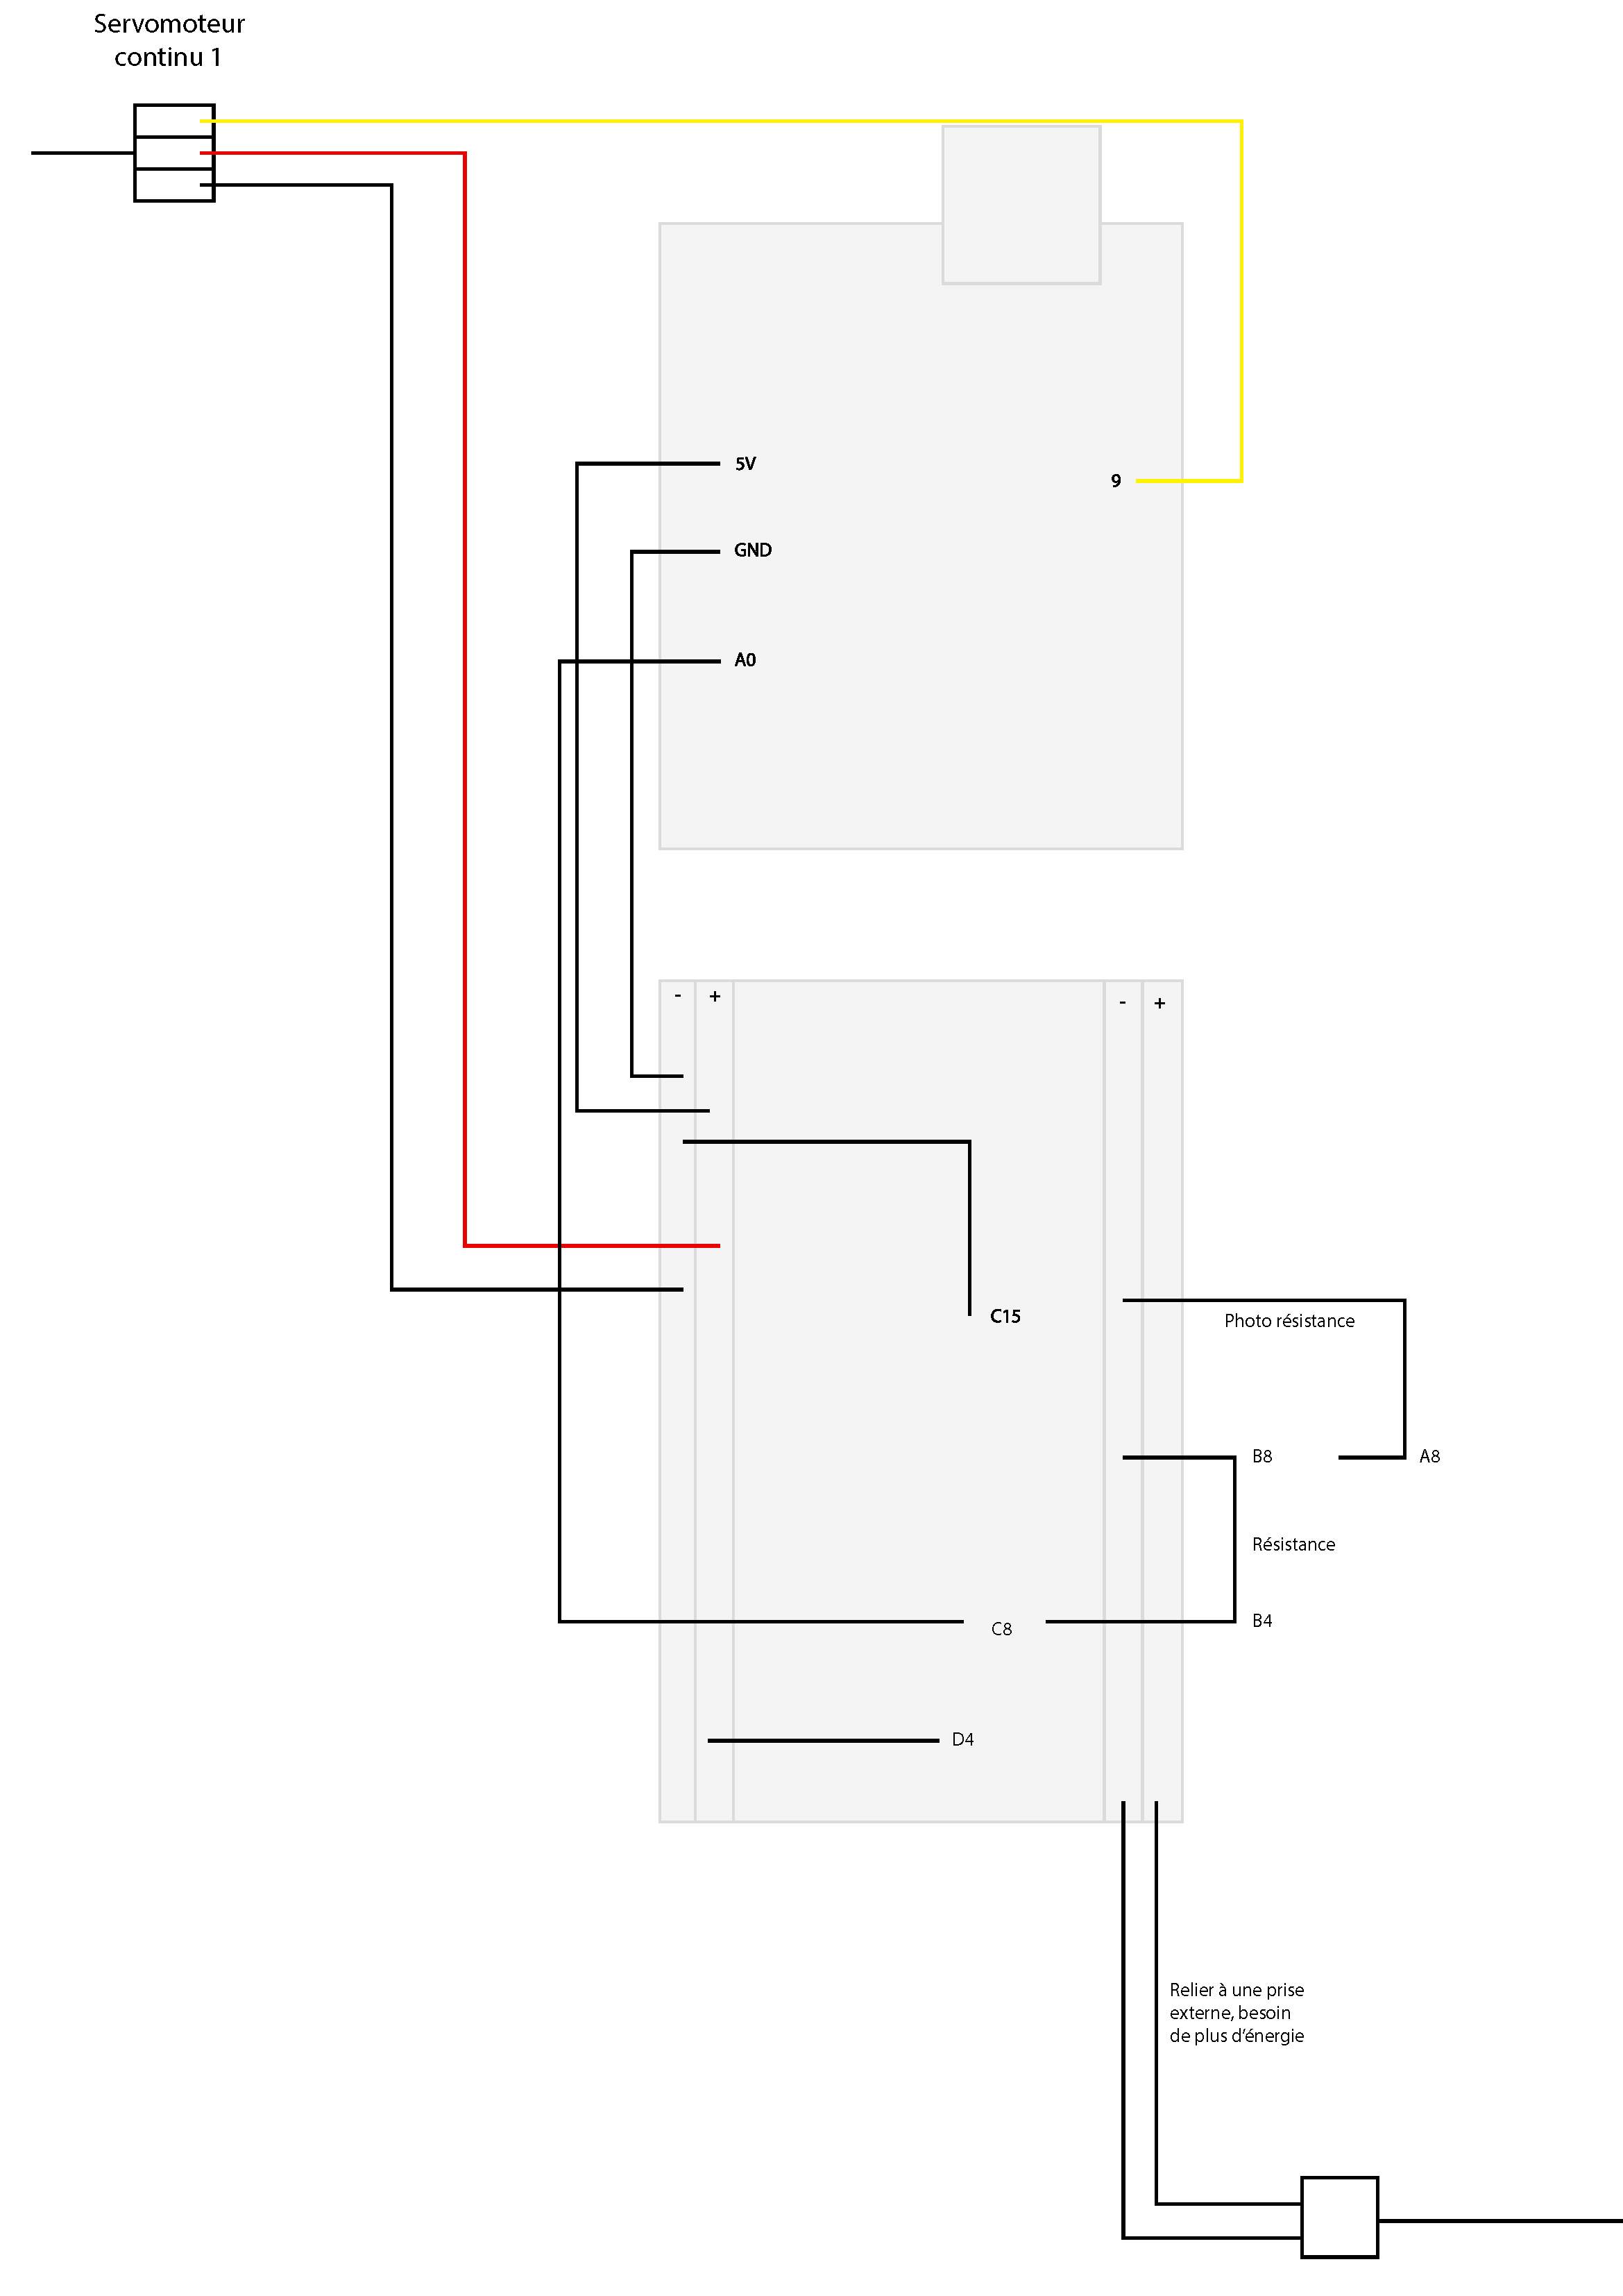 Servomoteur
continu 1
5V
9
GND
A0
- +
- +
C15
Photo résistance
B8
A8
Résistance
C8
B4
D4
Relier à une prise
externe, besoin
de plus d'énergie